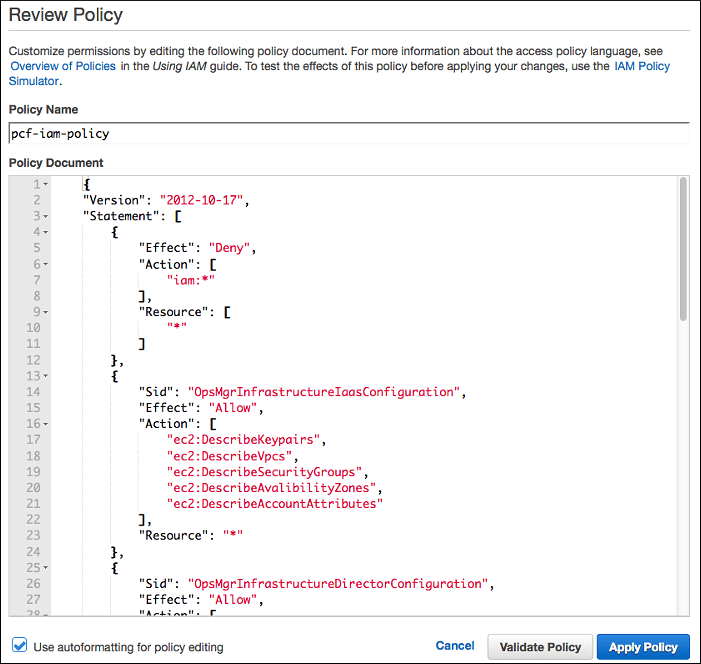 Review Policy
Customize permissions by editing the following policy document. For more information about the access policy language, see
Overview of Policies in the Using IAM guide. To test the effects of this policy before applying your changes, use the IAM Policy
Simulator.
Policy Name
pcf-iam-policy
Policy Document
1 {
2 "Version": "2012-10-17",
3 "Statement": [
4 {
5 "Effect": "Deny",
6 "Action": [
7 "iam:*"
8 ],
9 "Resource": [
10 "*"
11 ]
12 },
13 {
14 "Sid": "OpsMgrInfrastructureIaasConfiguration",
15 "Effect": "Allow",
16 "Action": [
17 "ec2:DescribeKeypairs",
18 "ec2:DescribeVpcs",
19 "ec2:DescribeSecurityGroups",
20 "ec2:DescribeAvalibilityZones",
21 "ec2:DescribeAccountAttributes"
22 ],
23 "Resource": "*"
24 },
25 {
26 "Sid": "OpsMgrInfrastructureDirectorConfiguration",
27 "Effect": "Allow",
28 "Action": [
Use autoformatting for policy editing
Cancel
Validate Policy
Apply Policy